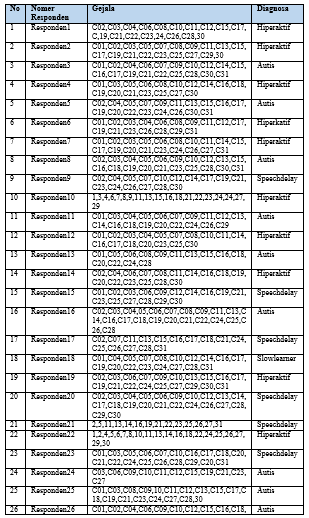 No Nomer Responden Gejala Diagnosa
1 Responden1 C02,C03,C04,C06,C08,C10,C11,C12,C15,C17, Hiperaktif
C,19,C21,C22,C23,24,C26,C28,30
2 Responden2 C01,C02,C03,C05,C07,C08,C09,C11,C13,C15, Hiperaktif
C17,C19,C21,C22,C23,C25,C27,29,30
3 Responden3 C01,C02,C04,C06,C07,C09,C10,C12,C14,C15, Autis
C16,C17,C19,C21,C22,C25,C28,C30,C31
4 Responden4 C01,C03,C05,C06,C08,C10,C12,C14,C16,C18, Hiperaktif
C19,C20,C21,C23,C25,C27,C30
5 Responden5 C02,C04,C05,C07,C09,C11,C13,C15,C16,C17, Autis
C19,C20,C22,C23,C24,C26,C30,C31
6 Responden6 C01,C02,C03,C04,C06,C08,C09,C11,C12,C17, Hiperkatif
C19,C21,C23,C26,C28,C29,C31
7 Responden7 C01,C02,C03,C05,C06,C08,C10,C11,C14,C15, Hiperaktif
C17,C19,C20,C21,C23,C24,C26,C27,C31
8 Responden8 C02,C03,C04,C05,C06,C09,C10,C12,C13,C15, Autis
C16,C18,C19,C20,C21,C23,C25,C28,C30,C31
9 Responden9 C02,C04,C05,C07,C10,C12,C14,C17,C19,C21, Speechdelay
C23,C24,C26,C27,C28,C30
10 Responden10 1,3,4,6,7,8,9,11,13,15,16,18,21,22,23,24,24,27, Hiperaktif
29
11 Responden11 C01,C03,C04,C05,C06,C07,C09,C11,C12,C13, Autis
C14,C16,C18,C19,C20,C22,C24,C26,C29
12 Responden12 C01,C02,C03,C04,C05,C07,C08,C10,C11,C14, Hiperaktif
C16,C17,C18,C20,C23,C25,C30
13 Responden13 C01,C05,C06,C08,C09,C11,C13,C15,C16,C18, Autis
C20,C22,C24,C28
14 Responden14 C02,C04,C06,C07,C08,C11,C14,C16,C18,C19, Hiperaktif
C20,C22,C23,C25,C28,C30
15 Responden15 C01,C02,C03,C06,C09,C12,C14,C16,C19,C21, Speechdelay
C23,C25,C27,C28,C29,C30
16 Responden16 C02,C03,C04,05,C06,C07,C08,C09,C11,C13,C Autis
14,C16,C17,C18,C19,C20,C21,C22,C24,C25,C
26,C28
17 Responden17 C02,C07,C11,C13,C15,C16,C17,C18,C21,C24, Speechdelay
C25,C26,C27,C28,C31
18 Responden18 C01,C04,C05,C07,C08,C10,C12,C14,C16,C17, Slowlearner
C19,C20,C22,C23,C24,C27,C28,C31
19 Responden19 C02,C03,C06,C07,C09,C10,C13,C15,C16,C17, Hiperaktif
C19,C21,C22,C24,C25,C27,C29,C30,C31
20 Responden20 C02,C03,C04,C05,C06,C09,C10,C12,C13,C14, Speechdelay
C17,C18,C19,C20,C21,C22,C24,C26,C27,C28,
C29,C30
21 Responden21 2,5,11,13,14,16,19,21,22,23,25,26,27,31 Speechdelay
22 Responden22 1,2,4,5,6,7,8,10,11,13,14,16,18,22,24,25,26,27, Hiperaktif
29,30
23 Responden23 C01,C03,C05,C06,C07,C10,C16,C17,C18,C20, Speechdelay
C21,C22,C24,C25,C26,C28,C29,C20,C31
24 Responden24 C03,C06,C09,C10,C11,C12,C15,C19,C21,C23, Autis
C27
25 Responden25 C01,C03,C08,C09,10,C11,C12,C13,C15,C17,C Autis
18,C19,C21,C23,C24,C27,C28,30
26 Responden26 C01,C02,C04,C06,C09,C10,C13,C15,C16,C18, Autis